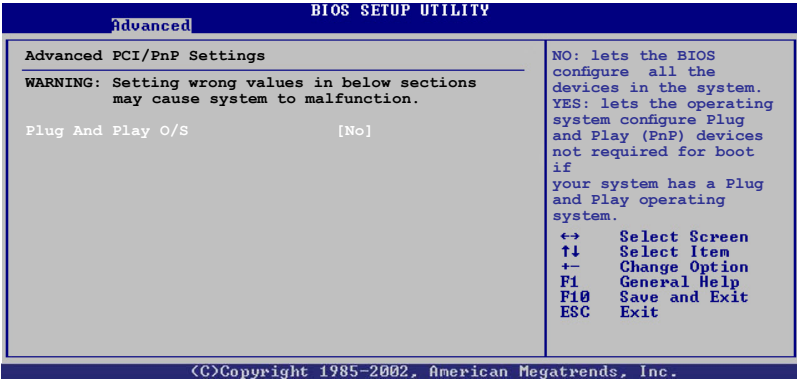 BIOS SETUP UTILITY
Advanced
Advanced PCI/PnP Settings
WARNING: Setting wrong values in below sections
may cause system to malfunction.
Plug And Play O/S [No]
NO: lets the BIOS
configure all the
devices in the system.
YES: lets the operating
system configure Plug
and Play (PnP) devices
not required for boot
if
your system has a Plug
and Play operating
system.
←→ Select Screen
↑↓ Select Item
+- Change Option
F1 General Help
F10 Save and Exit
ESC Exit
(C)Copyright 1985-2002, American Megatrends, Inc.